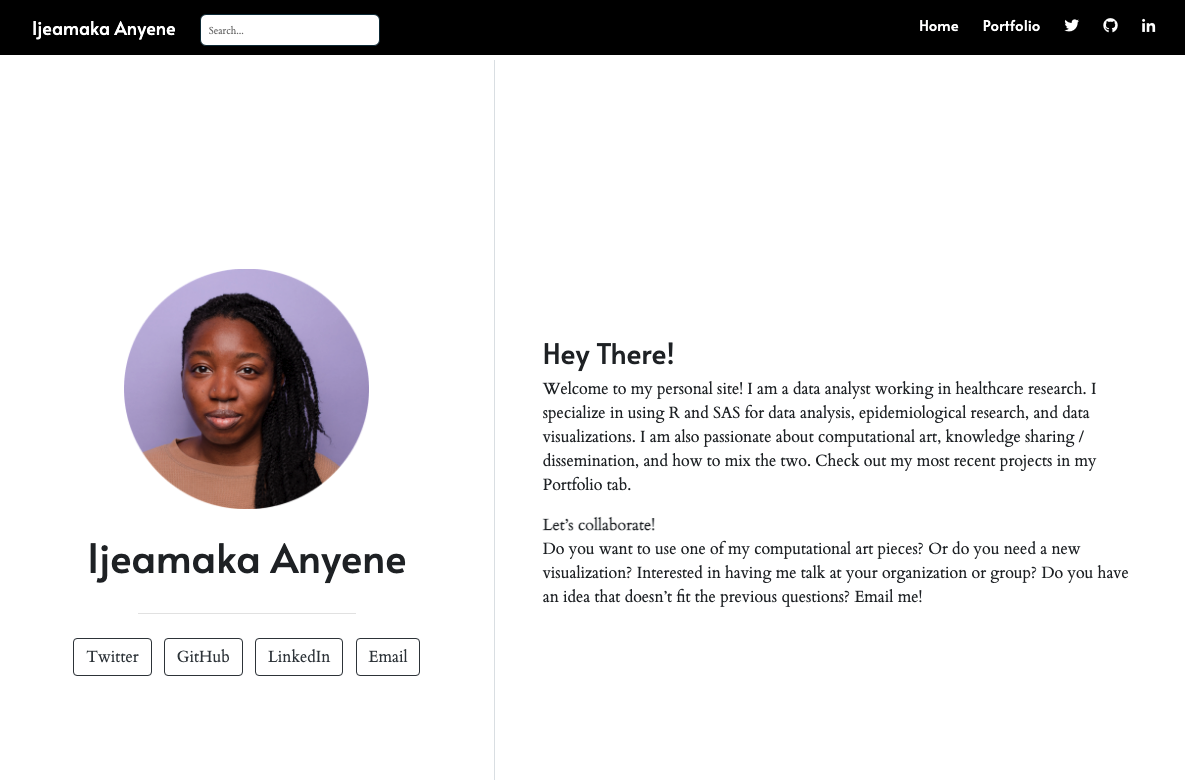 Ijeamaka Anyene
Search...
Home
Portfolio
Ijeamaka Anyene
Twitter
GitHub
LinkedIn
Email
Hey There!
Welcome to my personal site! I am a data analyst working in healthcare research. I
specialize in using R and SAS for data analysis, epidemiological research, and data
visualizations. I am also passionate about computational art, knowledge sharing /
dissemination, and how to mix the two. Check out my most recent projects in my
Portfolio tab.
Let’s collaborate!
Do you want to use one of my computational art pieces? Or do you need a new
visualization? Interested in having me talk at your organization or group? Do you have
an idea that doesn’t fit the previous questions? Email me!